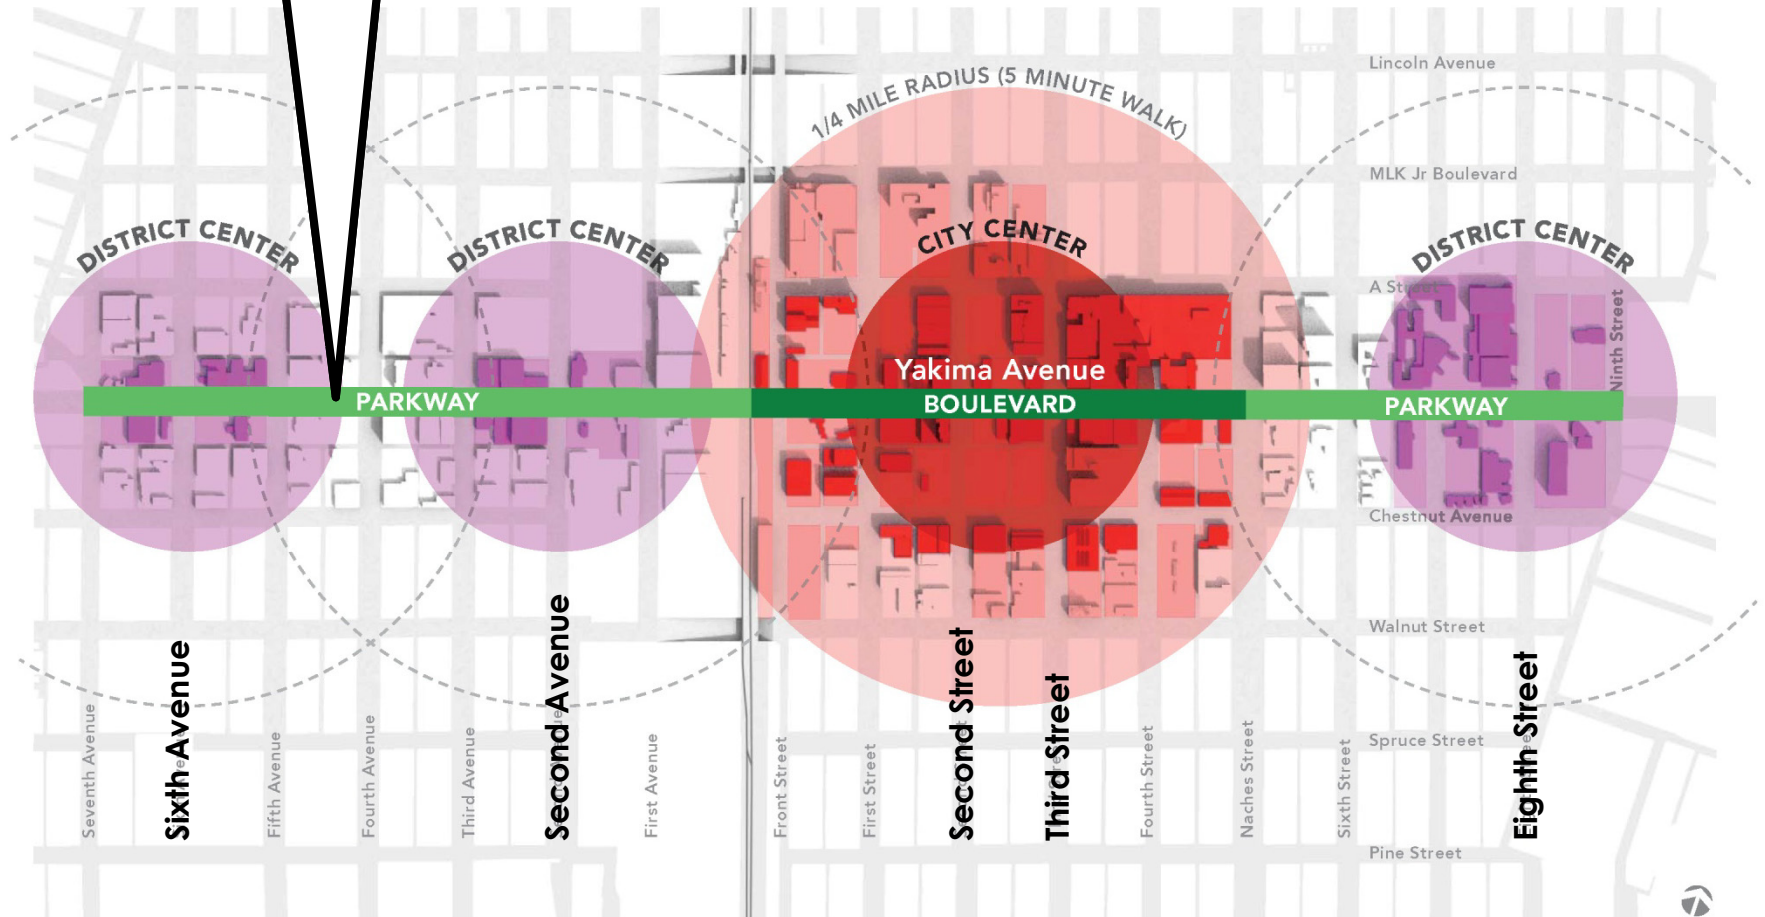 Lincoln Avenue
1/4 MILE RADIUS (5 MINUTE WALK)
MLK Jr Boulevard
DISTRICT CENTER
DISTRICT CENTER
CITY CENTER
DISTRICT CENTER
A Street
Ninth Street
Yakima Avenue
PARKWAY
BOULEVARD
PARKWAY
Chestnut Avenue
Walnut Street
Seventh Avenue
Sixth Avenue
Fifth Avenue
Fourth Avenue
Third Avenue
Second Avenue
First Avenue
Front Street
First Street
Second Street
Third Street
Fourth Street
Naches Street
Sixth Street
Eighth Street
Spruce Street
Pine Street